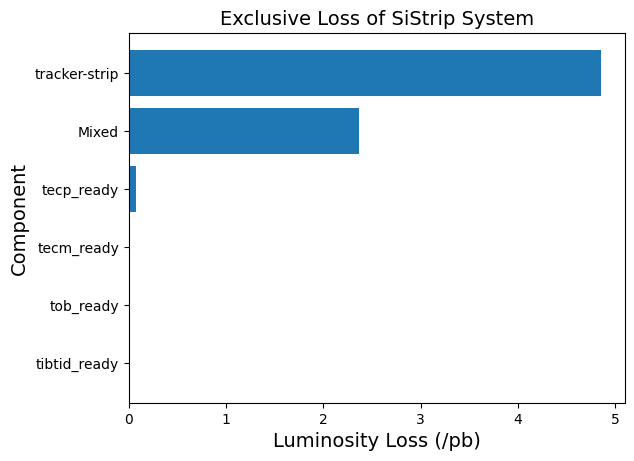 Exclusive Loss of SiStrip System
Component
tracker-strip
Mixed
tecp_ready
tecm_ready
tob_ready
tibtid_ready
0 1 2 3 4 5
Luminosity Loss (/pb)